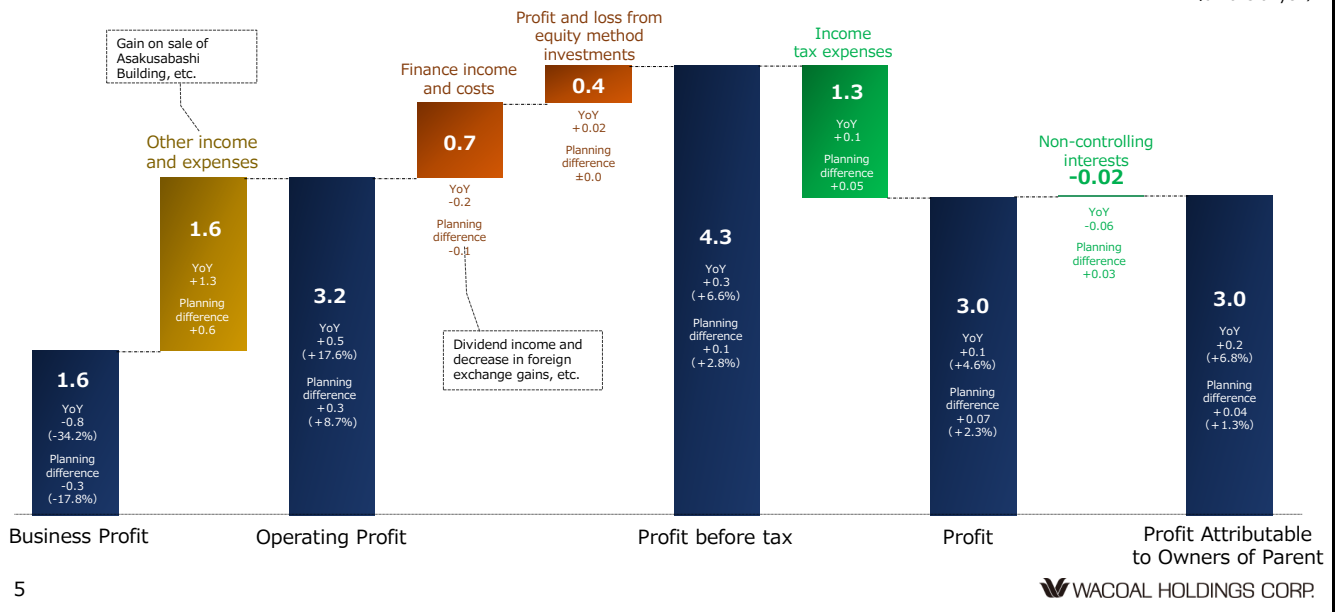 Gain on sale of
Asakusabashi
Building, etc.
Other income
and expenses
Finance income
and costs
Profit and loss from
equity method
investments
Income
tax expenses
Non-controlling
interests
-0.02
YoY
-0.06
Planning
difference
+0.03
1.6
YoY
-0.8
(-34.2%)
Planning
difference
-0.3
(-17.8%)
1.6
YoY
+1.3
Planning
difference
+0.6
3.2
YoY
+0.5
(+17.6%)
Planning
difference
+0.3
(+8.7%)
0.7
YoY
-0.2
Planning
difference
-0.1
Dividend income and
decrease in foreign
exchange gains, etc.
0.4
YoY
+0.02
Planning
difference
±0.0
4.3
YoY
+0.3
(+6.6%)
Planning
difference
+0.1
(+2.8%)
1.3
YoY
+0.1
Planning
difference
+0.05
3.0
YoY
+0.1
(+4.6%)
Planning
difference
+0.07
(+2.3%)
3.0
YoY
+0.2
(+6.8%)
Planning
difference
+0.04
(+1.3%)
Business Profit
Operating Profit
Profit before tax
Profit
Profit Attributable
to Owners of Parent
5
WACOAL HOLDINGS CORP.